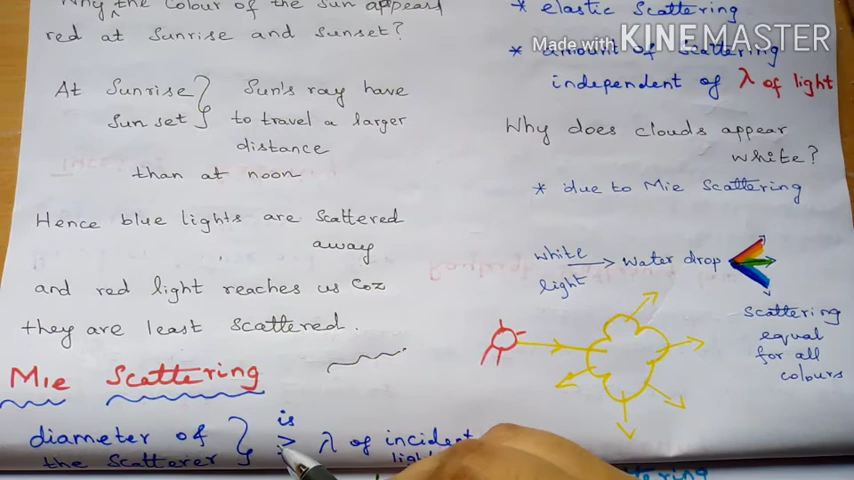 Why the colour of the Sun appears
red at Sunrise and Sunset?
At Sunrise
Sun set
Sun's ray have
to travel a larger
distance
than at noon
Hence blue lights are scattered
away
and red light reaches us Coz
they are least scattered.
Mie Scattering
diameter of
the scatterer
is
> λ of incident
* elastic Scattering
Made with KINEMASTER
* amount of scattering
independent of λ of light
Why does clouds appear
white?
* due to Mie Scattering
white
light
water drop
Scattering
equal
for all
colours